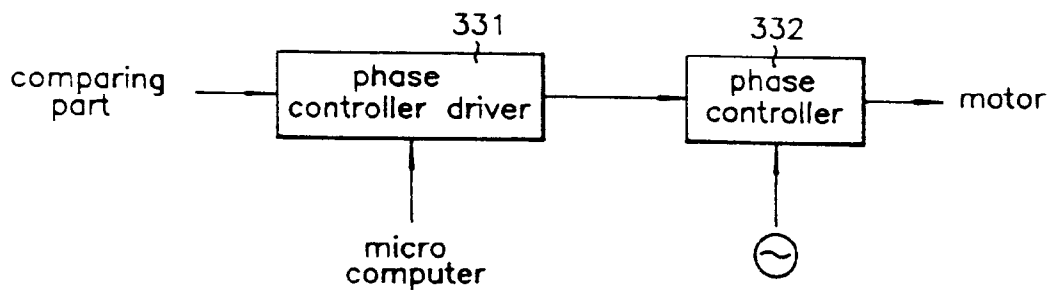 331
332
comparing
part
phase
controller driver
phase
controller
motor
micro
computer